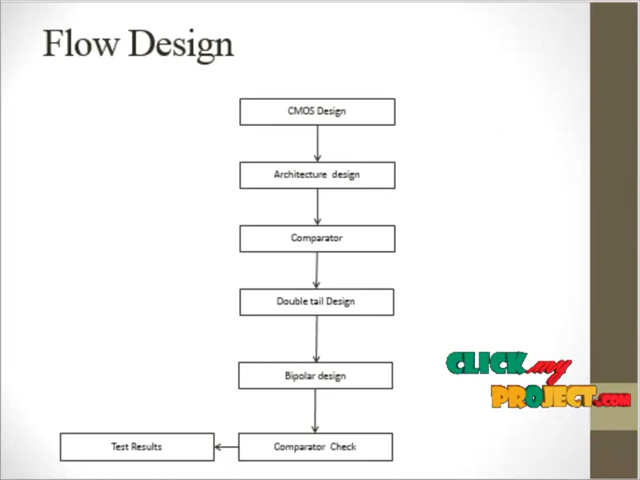 Flow Design
CMOS Design
Architecture design
Comparator
Double tail Design
Bipolar design
Comparator Check
Test Results
CLICK my
PROJECT.COM